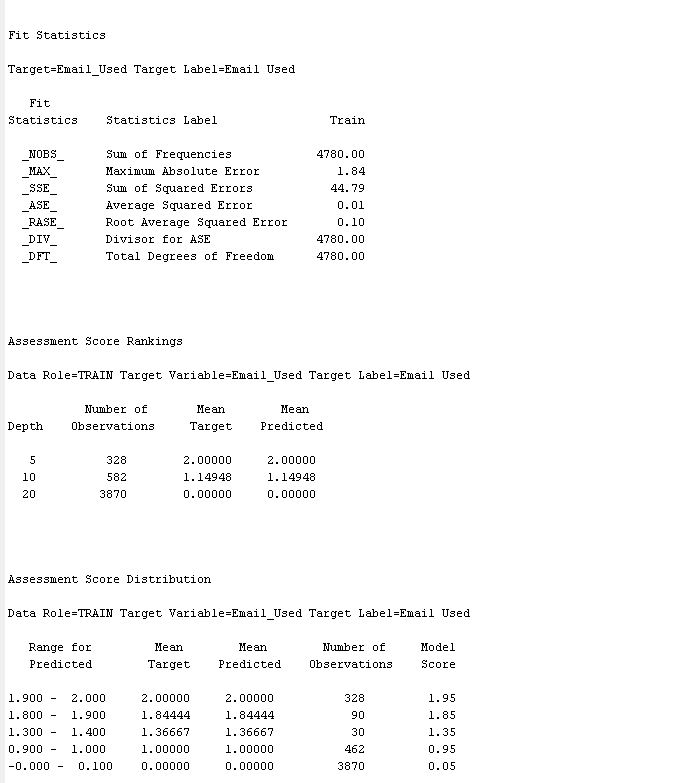 Fit Statistics
Target=Email_Used Target Label=Email Used
Fit
Statistics Statistics Label Train
_NOBS_ Sum of Frequencies 4780.00
_MAX_ Maximum Absolute Error 1.84
_SSE_ Sum of Squared Errors 44.79
_ASE_ Average Squared Error 0.01
_RASE_ Root Average Squared Error 0.10
_DIV_ Divisor for ASE 4780.00
_DFT_ Total Degrees of Freedom 4780.00
Assessment Score Rankings
Data Role=TRAIN Target Variable=Email_Used Target Label=Email Used
Number of Mean Mean
Depth Observations Target Predicted
5 328 2.00000 2.00000
10 582 1.14948 1.14948
20 3870 0.00000 0.00000
Assessment Score Distribution
Data Role=TRAIN Target Variable=Email_Used Target Label=Email Used
Range for Mean Mean Number of Model
Predicted Target Predicted Observations Score
1.900 - 2.000 2.00000 2.00000 328 1.95
1.800 - 1.900 1.84444 1.84444 90 1.85
1.300 - 1.400 1.36667 1.36667 30 1.35
0.900 - 1.000 1.00000 1.00000 462 0.95
-0.000 - 0.100 0.00000 0.00000 3870 0.05